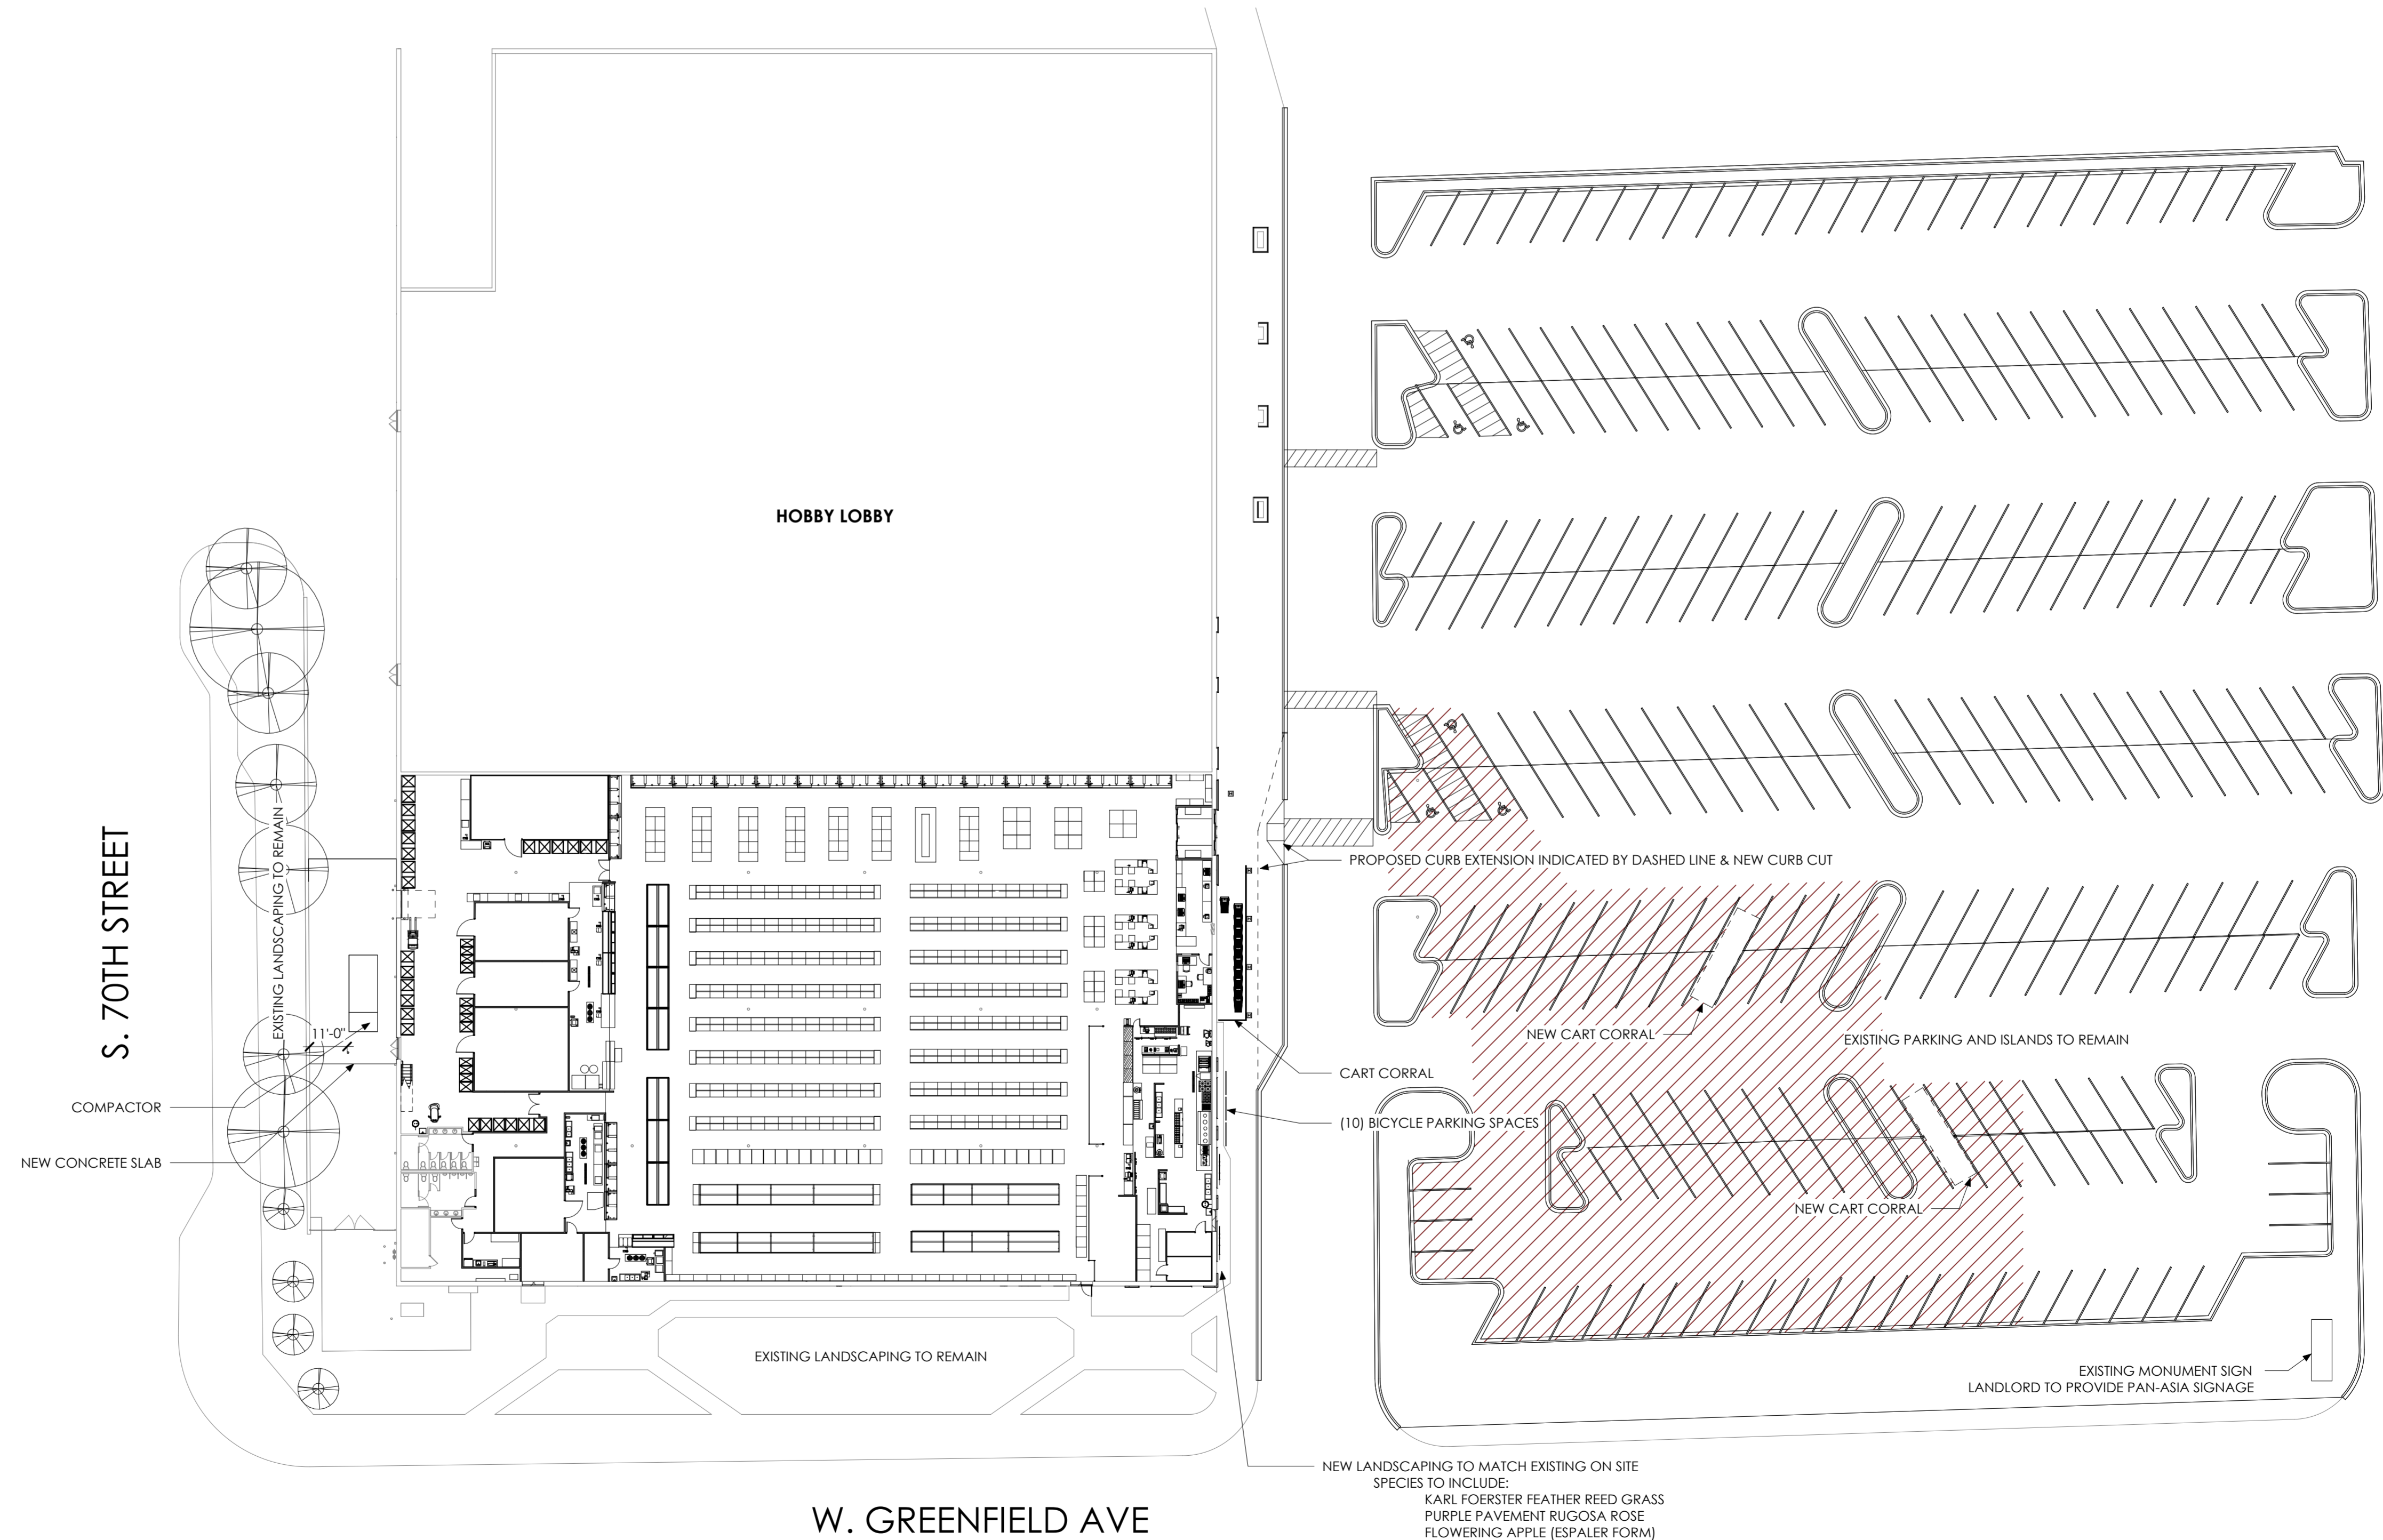 HOBBY LOBBY
S. 70TH STREET
EXISTING LANDSCAPING TO REMAIN
11'-0"
COMPACTOR
NEW CONCRETE SLAB
PROPOSED CURB EXTENSION INDICATED BY DASHED LINE & NEW CURB CUT
NEW CART CORRAL
EXISTING PARKING AND ISLANDS TO REMAIN
CART CORRAL
(10) BICYCLE PARKING SPACES
NEW CART CORRAL
EXISTING LANDSCAPING TO REMAIN
EXISTING MONUMENT SIGN
LANDLORD TO PROVIDE PAN-ASIA SIGNAGE
NEW LANDSCAPING TO MATCH EXISTING ON SITE
SPECIES TO INCLUDE:
KARL FOERSTER FEATHER REED GRASS
PURPLE PAVEMENT RUGOSA ROSE
FLOWERING APPLE (ESPALER FORM)
W. GREENFIELD AVE